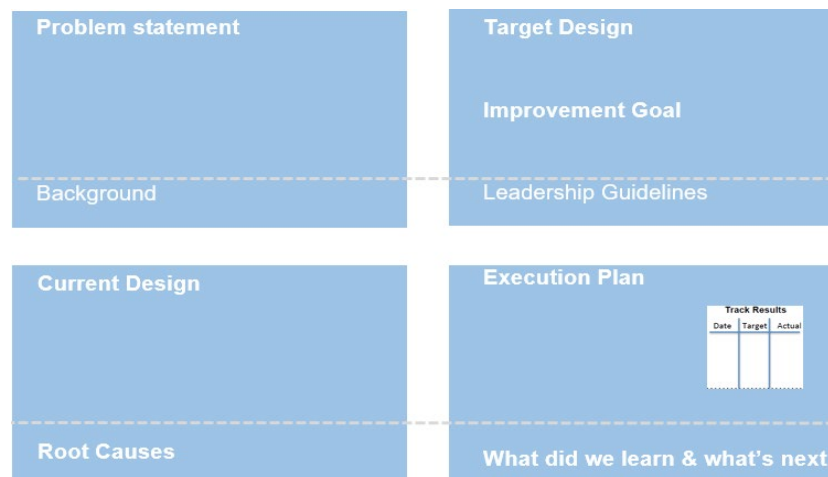 Problem statement
Background
Target Design
Improvement Goal
Leadership Guidelines
Current Design
Root Causes
Execution Plan
Track Results
Date Target Actual
What did we learn & what's next